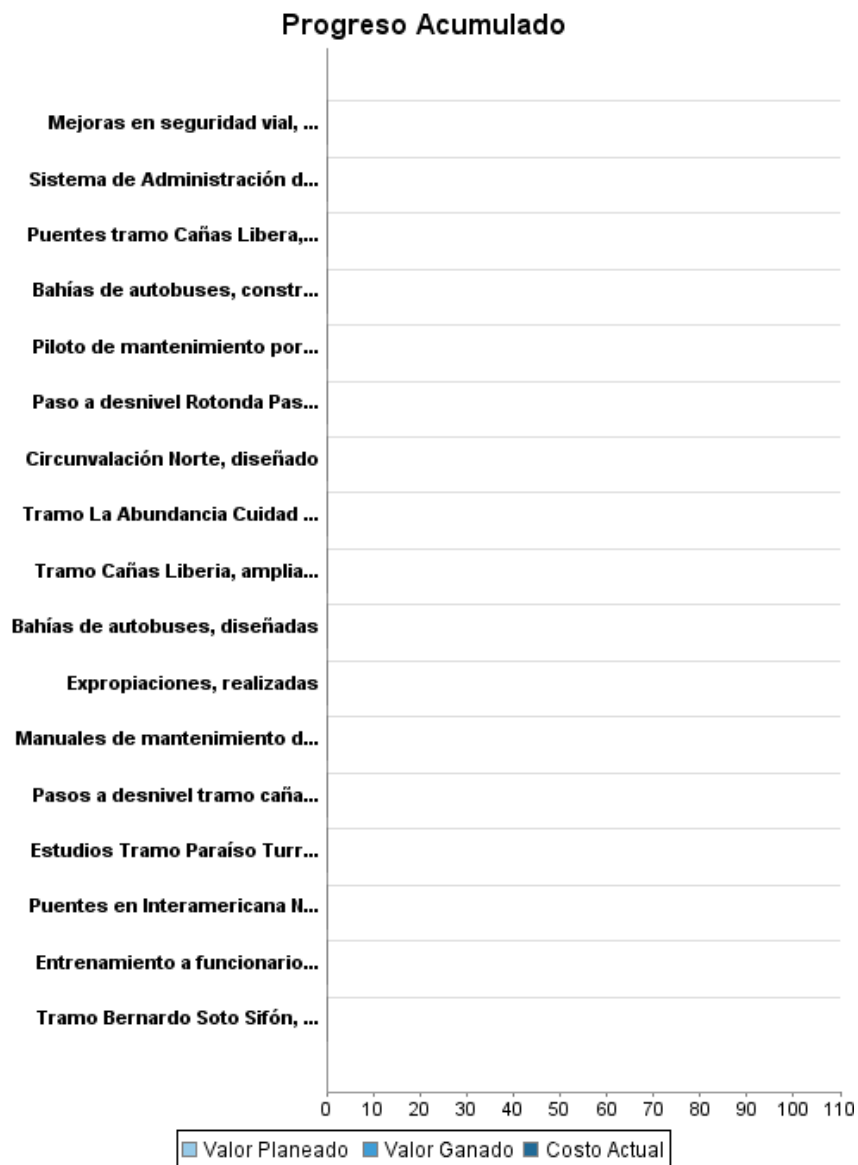 Progreso Acumulado
Mejoras en seguridad vial, ...
Sistema de Administración d...
Puentes tramo Cañas Libera,...
Bahías de autobuses, constr...
Piloto de mantenimiento por...
Paso a desnivel Rotonda Pas...
Circunvalación Norte, diseñado
Tramo La Abundancia Cuidad ...
Tramo Cañas Liberia, amplia...
Bahías de autobuses, diseñadas
Expropiaciones, realizadas
Manuales de mantenimiento d...
Pasos a desnivel tramo caña...
Estudios Tramo Paraíso Turr...
Puentes en Interamericana N...
Entrenamiento a funcionario...
Tramo Bernardo Soto Sifón, ...
0 10 20 30 40 50 60 70 80 90 100 110
Valor Planeado Valor Ganado Costo Actual